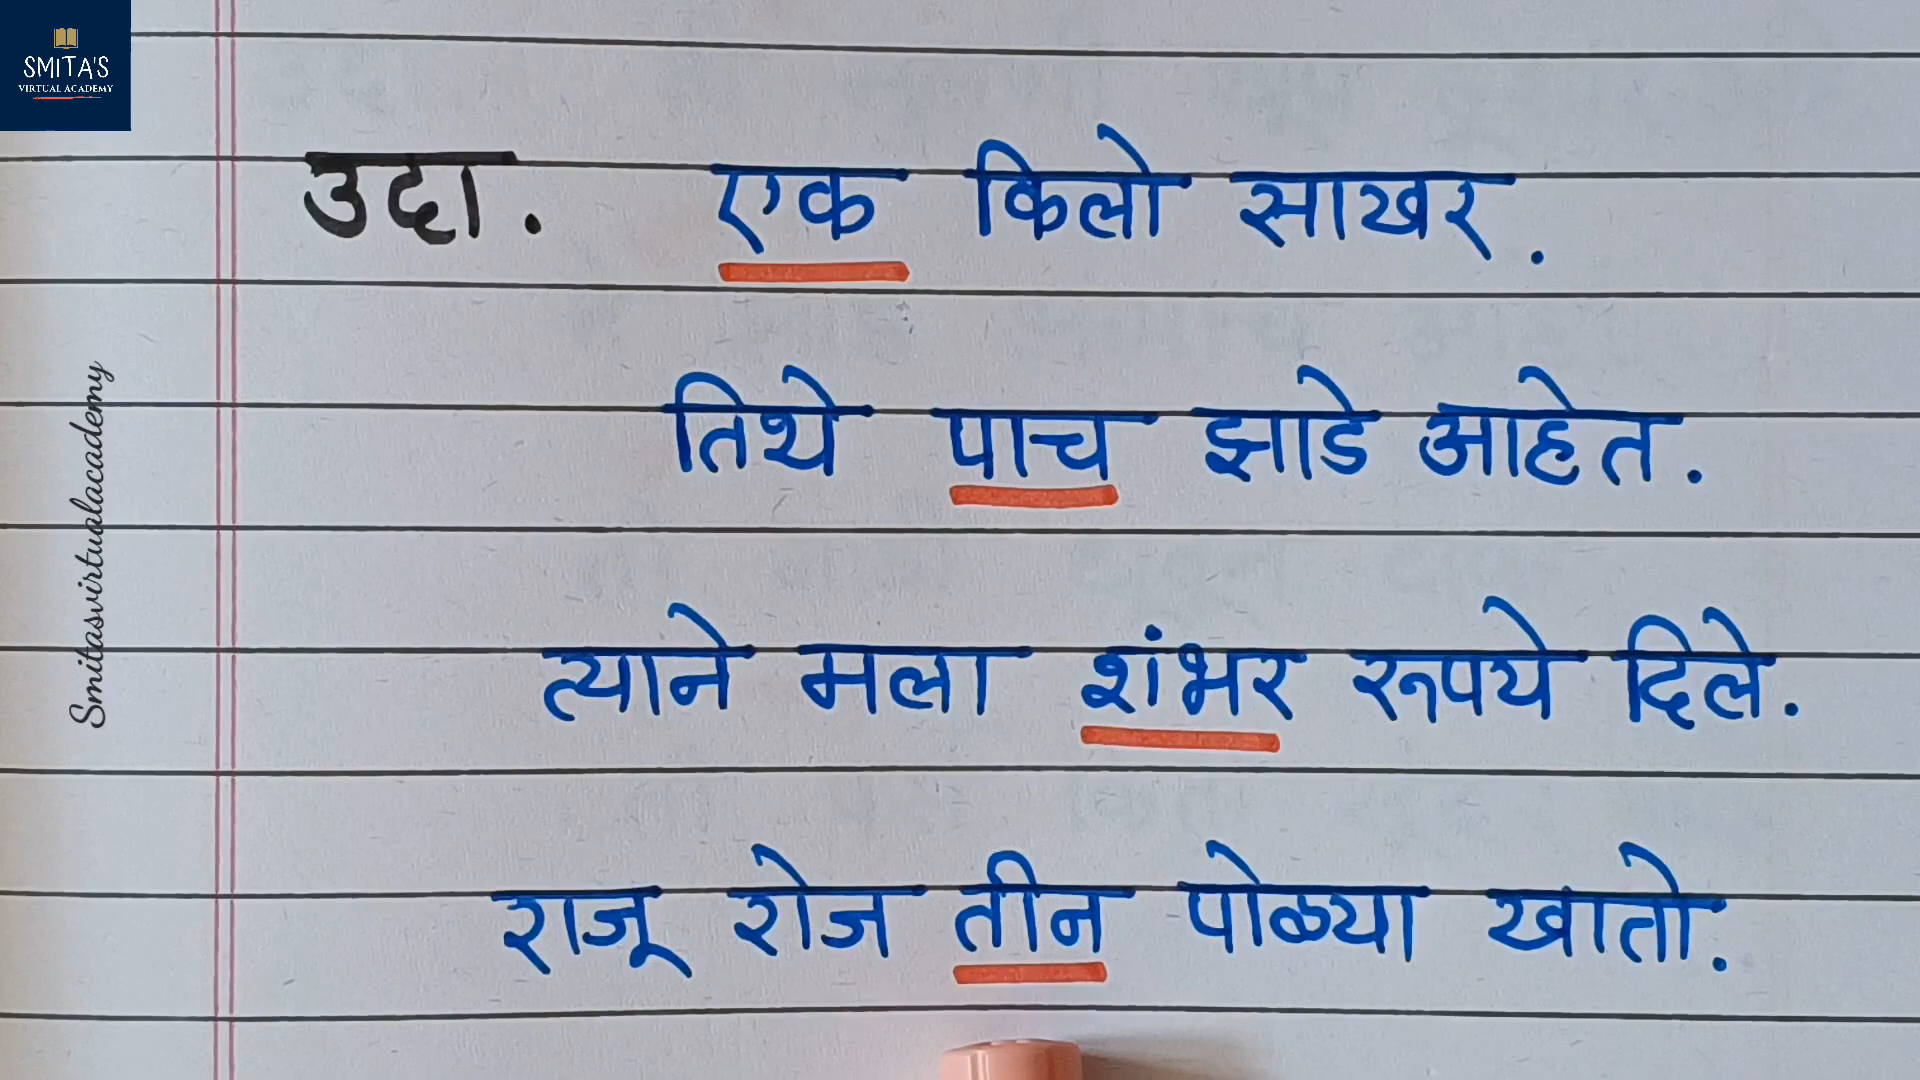 SMITA'S
VIRTUAL ACADEMY
उदा. एक किलो साखर.
तिथे पाच झाडे आहेत.
त्याने मला शंभर रूपये दिले.
राजू रोज तीन पोळ्या खातो.
Smitasvirtualacademy